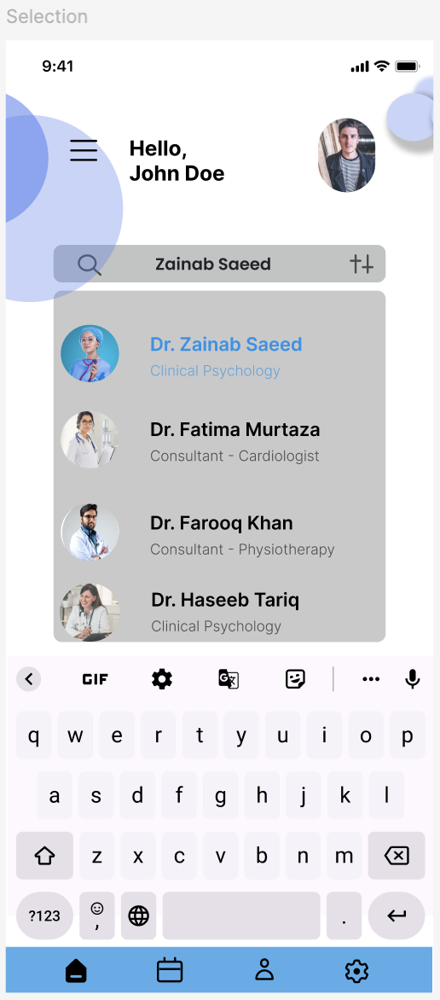 Selection
9:41
Hello,
John Doe
Zainab Saeed
Dr. Zainab Saeed
Clinical Psychology
Dr. Fatima Murtaza
Consultant - Cardiologist
Dr. Farooq Khan
Consultant - Physiotherapy
Dr. Haseeb Tariq
Clinical Psychology
GIF
q w e r t y u i o p
a s d f g h j k l
z x c v b n m
?123 , .